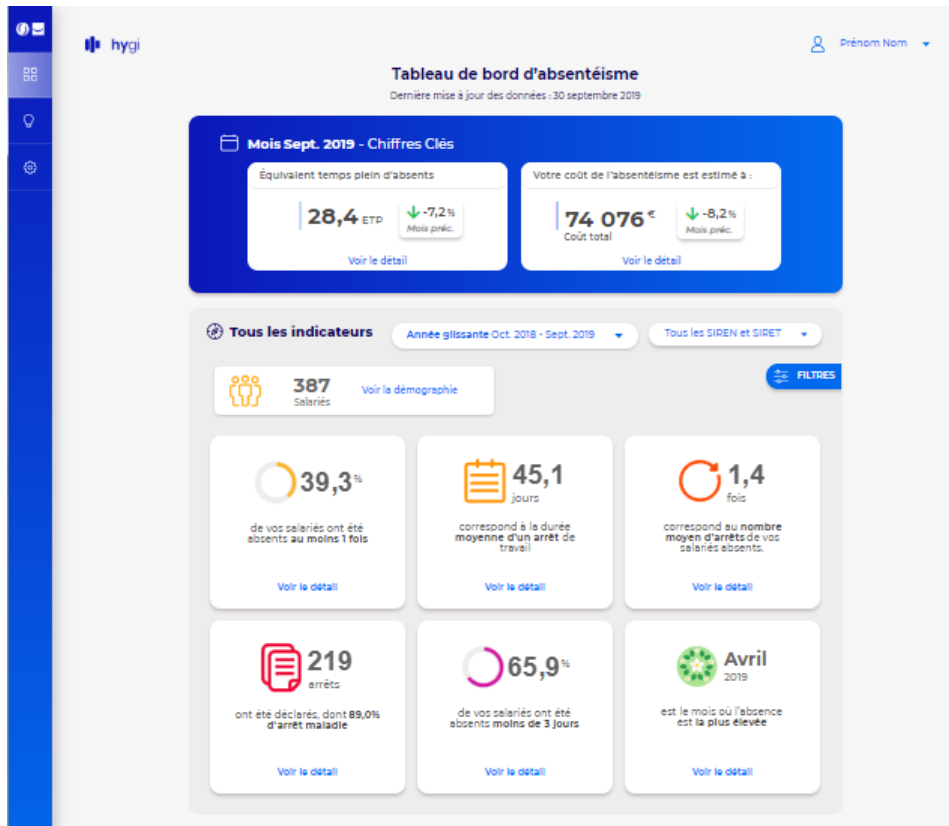 hygi
Prénom Nom
Tableau de bord d'absentéisme
Dernière mise à jour des données : 30 septembre 2019
Mois Sept. 2019 - Chiffres Clés
Équivalent temps plein d'absents
28,4 ETP
-7,2%
Mois préc.
Voir le détail
Votre coût de l'absentéisme est estimé à :
74 076 €
Coût total
-8,2%
Mois préc.
Voir le détail
Tous les indicateurs
Année glissante Oct. 2018 - Sept. 2019
Tous les SIREN et SIRET
FILTRES
387
Salariés
Voir la démographie
39,3%
de vos salariés ont été
absents au moins 1 fois
Voir le détail
45,1
jours
correspond à la durée
moyenne d'un arrêt de
travail
Voir le détail
1,4
fois
correspond au nombre
moyen d'arrêts de vos
salariés absents.
Voir le détail
219
arrêts
ont été déclarés, dont 89,0%
d'arrêt maladie
Voir le détail
65,9%
de vos salariés ont été
absents moins de 3 jours
Voir le détail
Avril
2019
est le mois où l'absence
est la plus élevée
Voir le détail